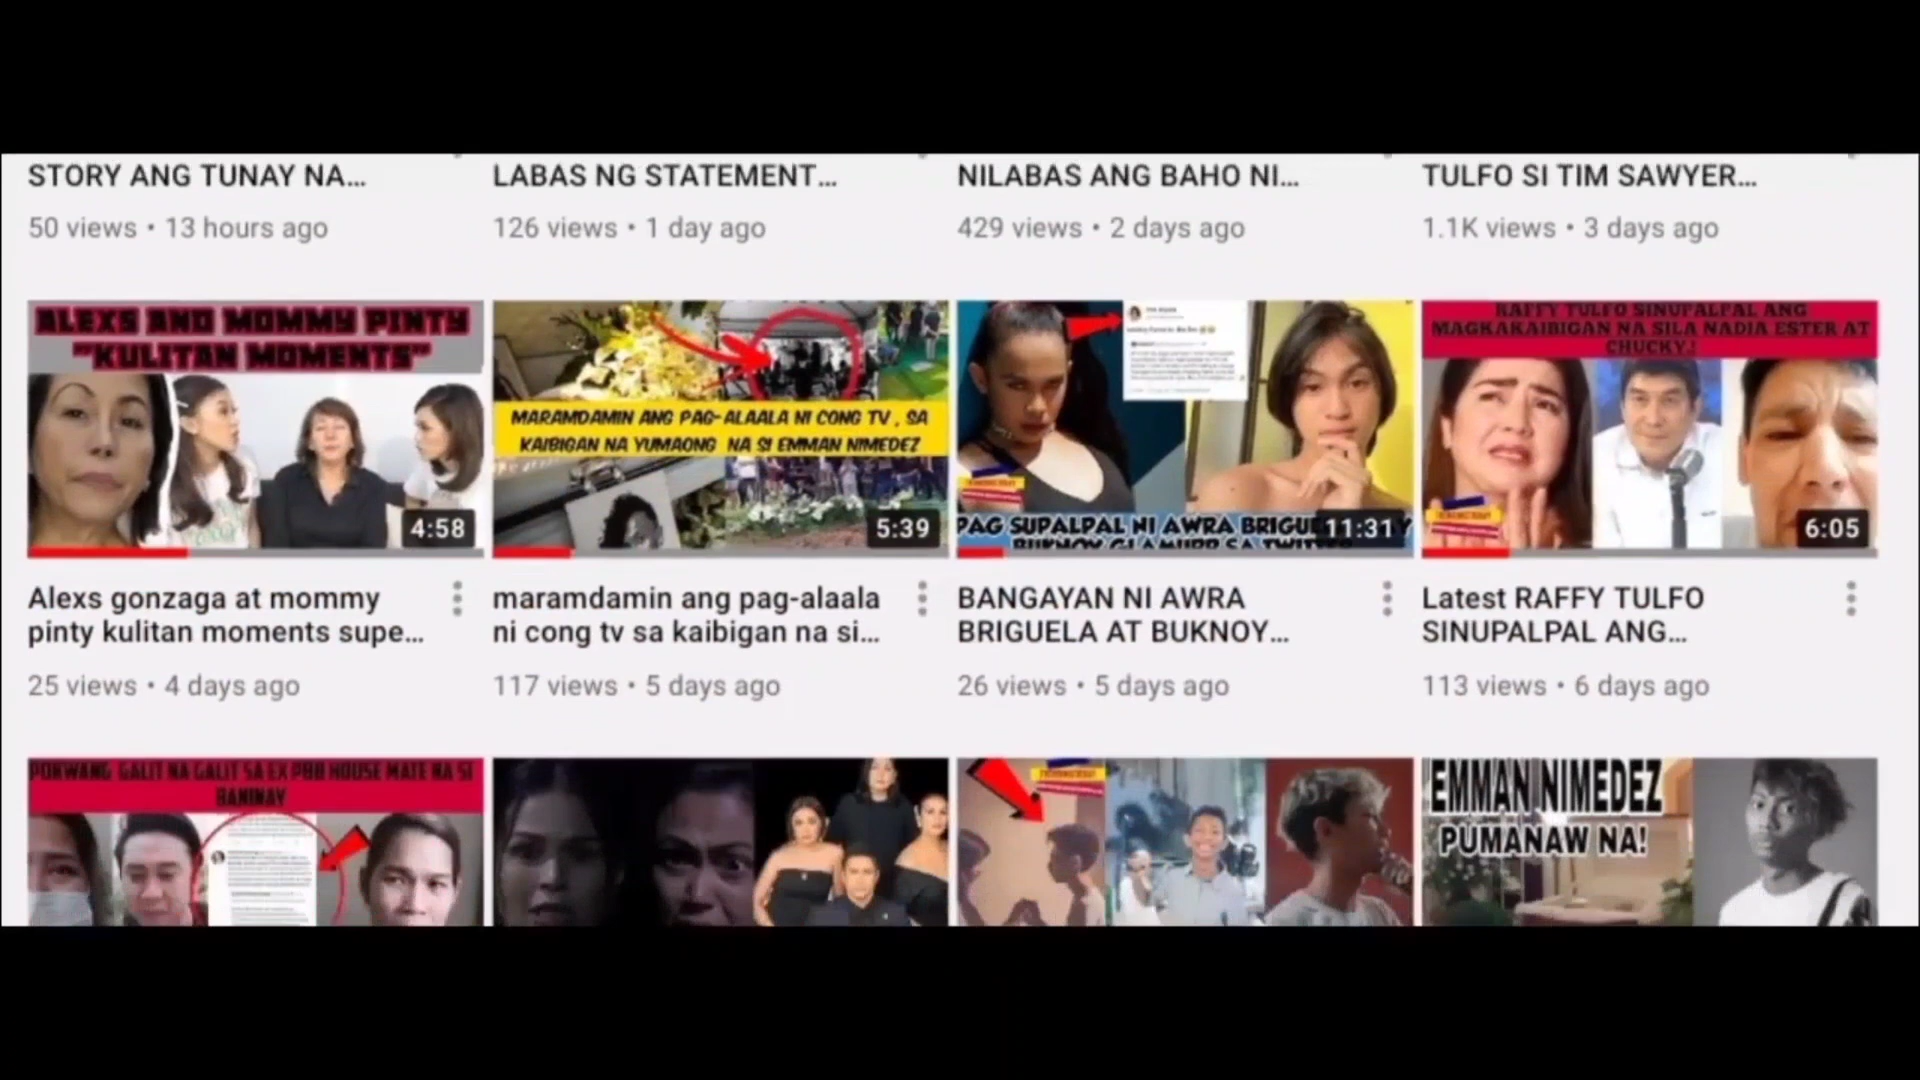 STORY ANG TUNAY NA...
LABAS NG STATEMENT...
NILABAS ANG BAHO NI...
TULFO SI TIM SAWYER...
50 views • 13 hours ago
126 views • 1 day ago
429 views • 2 days ago
1.1K views • 3 days ago
ALEXS AND MOMMY PINTY
"KULITAN MOMENTS"
4:58
MARAMDAMIN ANG PAG-ALAALA NI CONG TV , SA
KAIBIGAN NA YUMAONG NA SI EMMAN NIMEDEZ
5:39
PAG SUPALPAL NI AWRA
BUKNOY GLAMURR SA TWITTER
11:31
RAFFY TULFO SINUPALPAL ANG
MAGKAKAIBIGAN NA SILA NADIA ESTER AT
CHUCKY.!
6:05
Alexs gonzaga at mommy
pinty kulitan moments supe...
maramdamin ang pag-alaala
ni cong tv sa kaibigan na si...
BANGAYAN NI AWRA
BRIGUELA AT BUKNOY...
Latest RAFFY TULFO
SINUPALPAL ANG...
25 views • 4 days ago
117 views • 5 days ago
26 views • 5 days ago
113 views • 6 days ago
POKWANG GALIT NA GALIT SA EX PBB HOUSE MATE NA SI
BANINAY
EMMAN NIMEDEZ
PUMANAW NA!